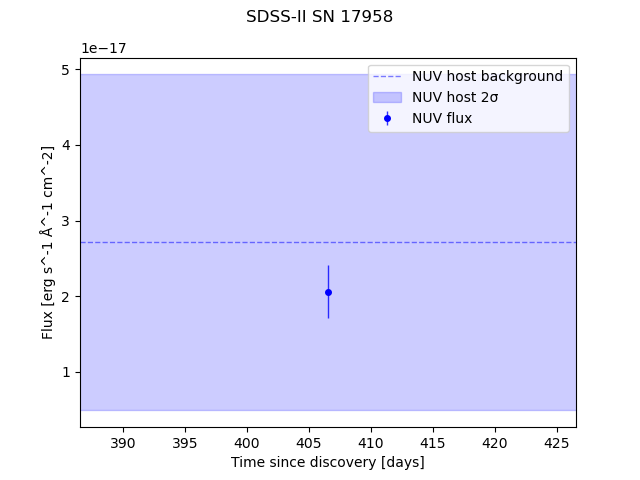 SDSS-II SN 17958
1e−17
NUV host background
NUV host 2σ
NUV flux
5
4
3
2
1
Flux [erg s^-1 Å^-1 cm^-2]
390 395 400 405 410 415 420 425
Time since discovery [days]